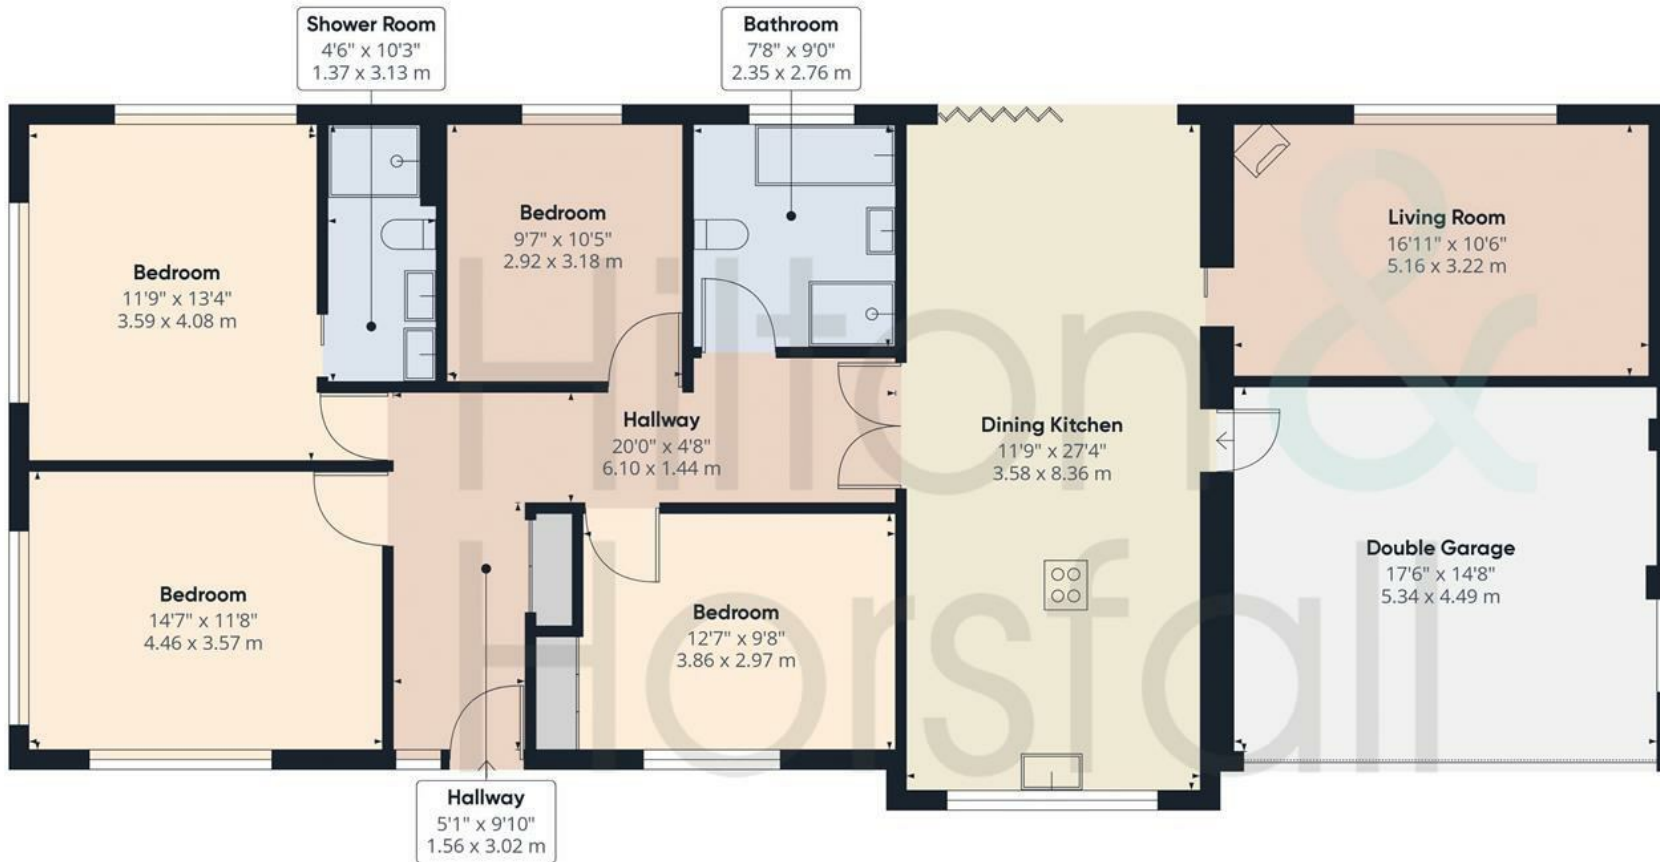 Shower Room
4'6" x 10'3"
1.37 x 3.13 m
Bathroom
7'8" x 9'0"
2.35 x 2.76 m
Bedroom
11'9" x 13'4"
3.59 x 4.08 m
Bedroom
9'7" x 10'5"
2.92 x 3.18 m
Living Room
16'11" x 10'6"
5.16 x 3.22 m
Hallway
20'0" x 4'8"
6.10 x 1.44 m
Dining Kitchen
11'9" x 27'4"
3.58 x 8.36 m
Bedroom
14'7" x 11'8"
4.46 x 3.57 m
Bedroom
12'7" x 9'8"
3.86 x 2.97 m
Double Garage
17'6" x 14'8"
5.34 x 4.49 m
Hallway
5'1" x 9'10"
1.56 x 3.02 m
Hilton &
Horsfall